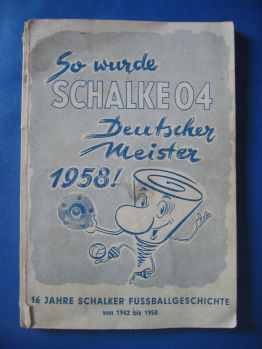 So wurde
SCHALKE 04
Deutscher
Meister
1958!
16 JAHRE SCHALKER FUSSBALLGESCHICHTE
von 1942 bis 1958